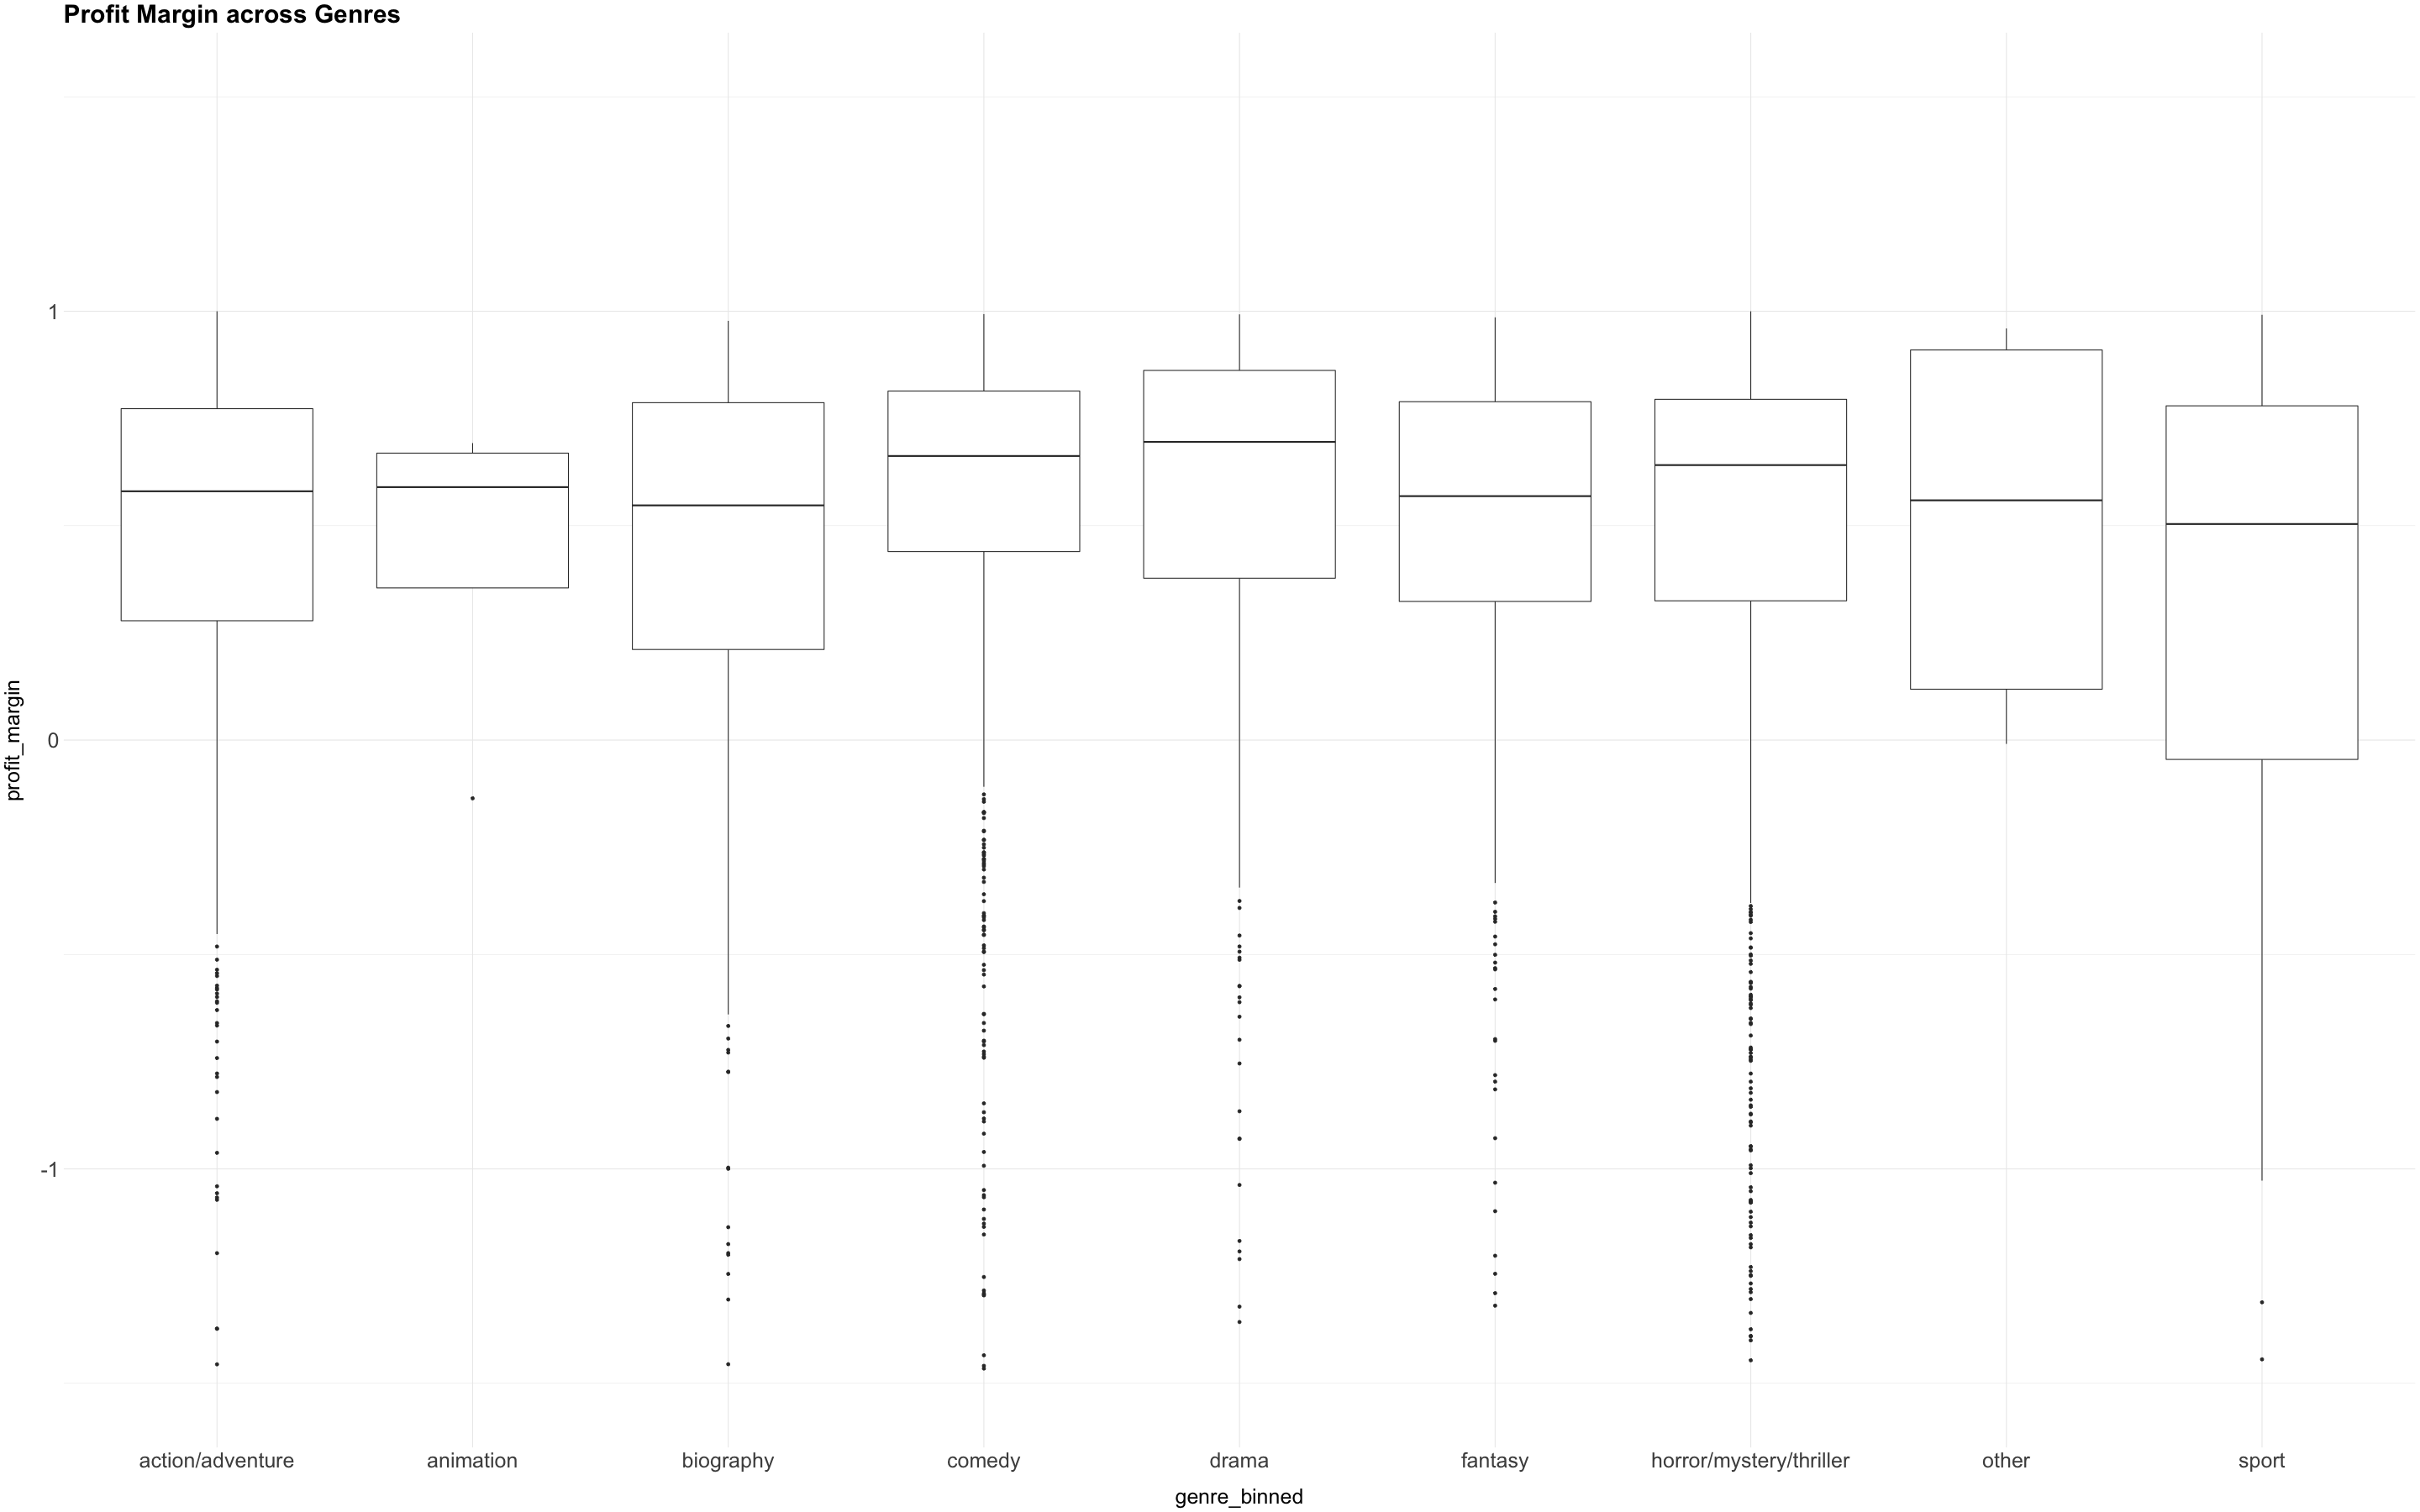 Profit Margin across Genres
profit_margin
1
0
-1
action/adventure
animation
biography
comedy
drama
fantasy
horror/mystery/thriller
other
sport
genre_binned